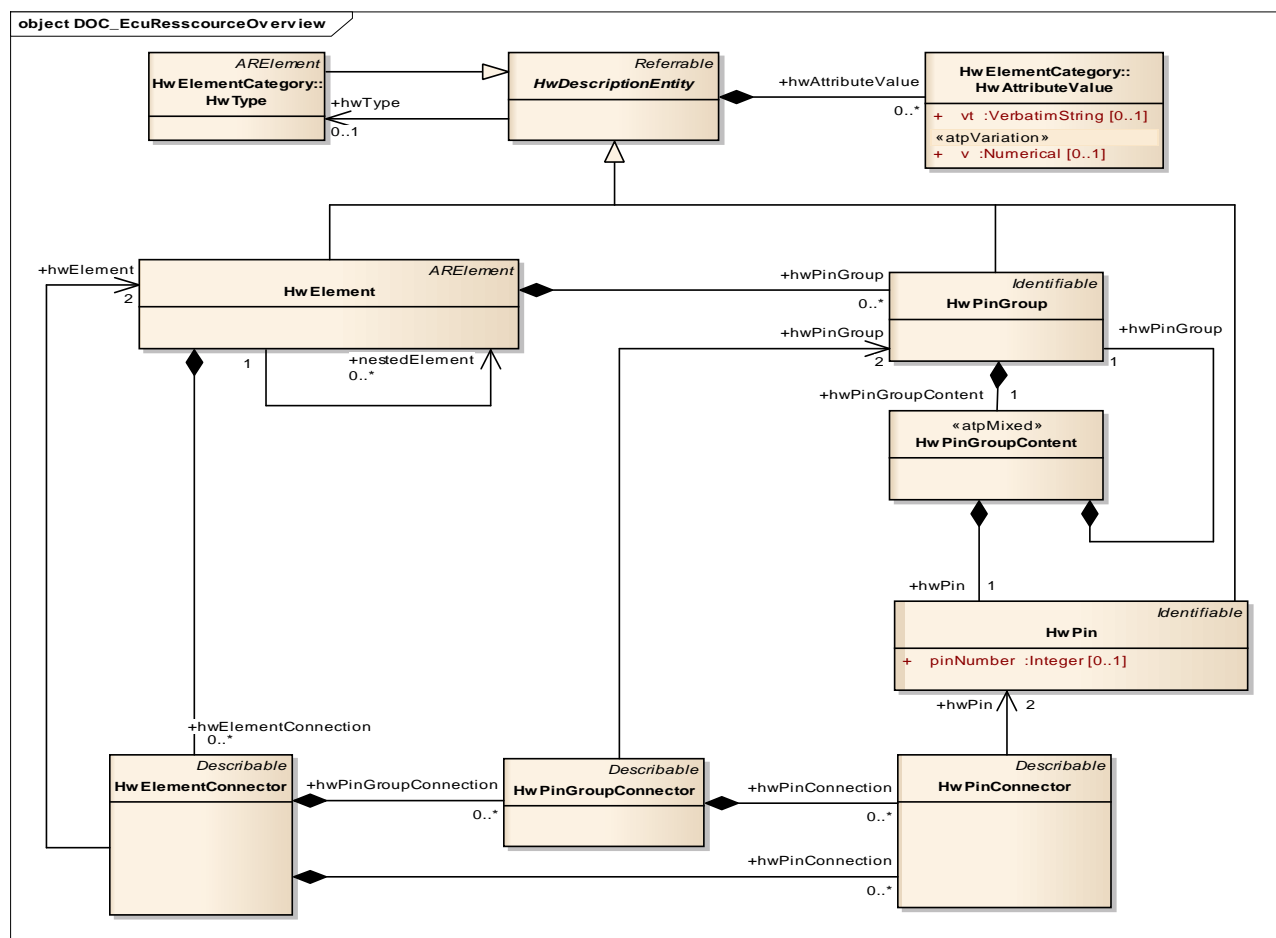 object DOC_EcuResscourceOverview
ARElement
HwElementCategory::
HwType
Referrable
HwDescriptionEntity
HwElementCategory::
HwAttributeValue
+ vt :VerbatimString [0..1]
«atpVariation»
+ v :Numerical [0..1]
+hwType
0..1
+hwAttributeValue
0..*
+hwElement
2
ARElement
HwElement
+hwPinGroup
0..*
Identifiable
HwPinGroup
+hwPinGroup
2
+hwPinGroup
1
1
+nestedElement
0..*
+hwPinGroupContent
1
«atpMixed»
HwPinGroupContent
+hwPin
1
Identifiable
HwPin
+ pinNumber :Integer [0..1]
+hwPin
2
+hwElementConnection
0..*
Describable
HwElementConnector
+hwPinGroupConnection
0..*
Describable
HwPinGroupConnector
+hwPinConnection
0..*
Describable
HwPinConnector
+hwPinConnection
0..*